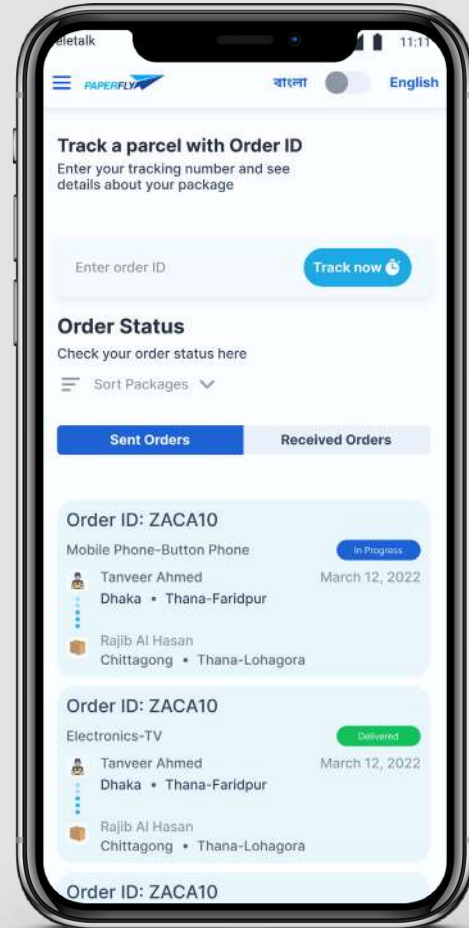 eletalk 11:11
PAPERFLY বাংলা English
Track a parcel with Order ID
Enter your tracking number and see
details about your package
Enter order ID Track now
Order Status
Check your order status here
Sort Packages
Sent Orders Received Orders
Order ID: ZACA10
Mobile Phone-Button Phone In Progress
Tanveer Ahmed March 12, 2022
Dhaka • Thana-Faridpur
Rajib Al Hasan
Chittagong • Thana-Lohagora
Order ID: ZACA10
Electronics-TV Delivered
Tanveer Ahmed March 12, 2022
Dhaka • Thana-Faridpur
Rajib Al Hasan
Chittagong • Thana-Lohagora
Order ID: ZACA10